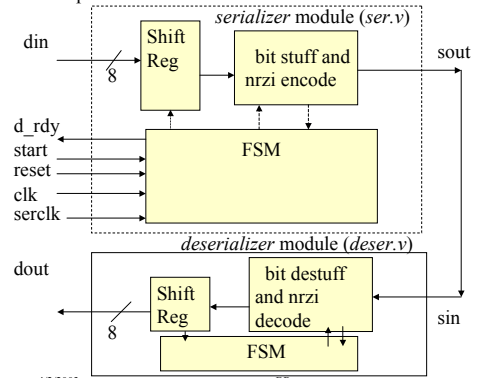 serializer module (ser.v)
din
8
Shift
Reg
bit stuff and
nrzi encode
sout
d_rdy
start
reset
clk
serclk
FSM
deserializer module (deser.v)
dout
8
Shift
Reg
bit destuff
and nrzi
decode
sin
FSM